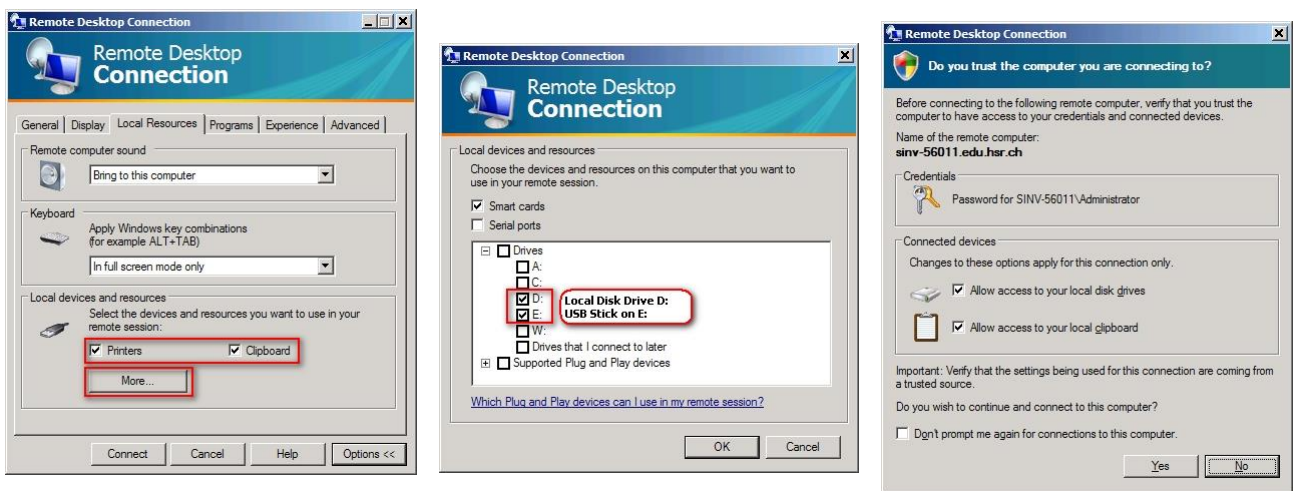 Remote Desktop Connection
Remote Desktop
Connection
General
Display
Local Resources
Programs
Experience
Advanced
Remote computer sound
Bring to this computer
Keyboard
Apply Windows key combinations
(for example ALT+TAB)
In full screen mode only
Local devices and resources
Select the devices and resources you want to use in your
remote session:
Printers
Clipboard
More...
Connect
Cancel
Help
Options <<
Remote Desktop Connection
Remote Desktop
Connection
Local devices and resources
Choose the devices and resources on this computer that you want to
use in your remote session.
Smart cards
Serial ports
Drives
A:
C:
D:
E:
Local Disk Drive D:
USB Stick on E:
W:
Drives that I connect to later
Supported Plug and Play devices
Which Plug and Play devices can I use in my remote session?
OK
Cancel
Remote Desktop Connection
Do you trust the computer you are connecting to?
Before connecting to the following remote computer, verify that you trust the
computer to have access to your credentials and connected devices.
Name of the remote computer:
sinv-56011.edu.hsr.ch
Credentials
Password for SINV-56011\Administrator
Connected devices
Changes to these options apply for this connection only.
Allow access to your local disk drives
Allow access to your local clipboard
Important: Verify that the settings being used for this connection are coming from
a trusted source.
Do you wish to continue and connect to this computer?
Don't prompt me again for connections to this computer.
Yes
No